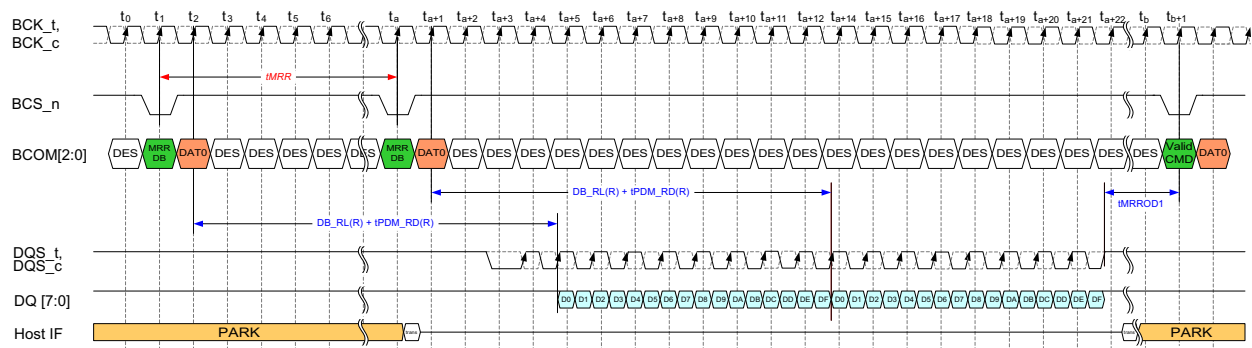 t0 t1 t2 t3 t4 t5 t6 ta ta+1 ta+2 ta+3 ta+4 ta+5 ta+6 ta+7 ta+8 ta+9 ta+10 ta+11 ta+12 ta+14 ta+15 ta+16 ta+17 ta+18 ta+19 ta+20 ta+21 ta+22 tb tb+1
BCK_t,
BCK_c
tMRR
BCS_n
BCOM[2:0] DES MRR DB DAT0 DES DES DES DES DES DES MRR DB DAT0 DES DES DES DES DES DES DES DES DES DES DES DES DES DES DES DES DES DES DES DES DES Valid CMD DAT0
DB_RL(R) + tPDM_RD(R)
tMRROD1
DB_RL(R) + tPDM_RD(R)
DQS_t,
DQS_c
DQ [7:0] D0 D1 D2 D3 D4 D5 D6 D7 D8 D9 DA DB DC DD DE DF D0 D1 D2 D3 D4 D5 D6 D7 D8 D9 DA DB DC DD DE DF
Host IF PARK trans trans PARK